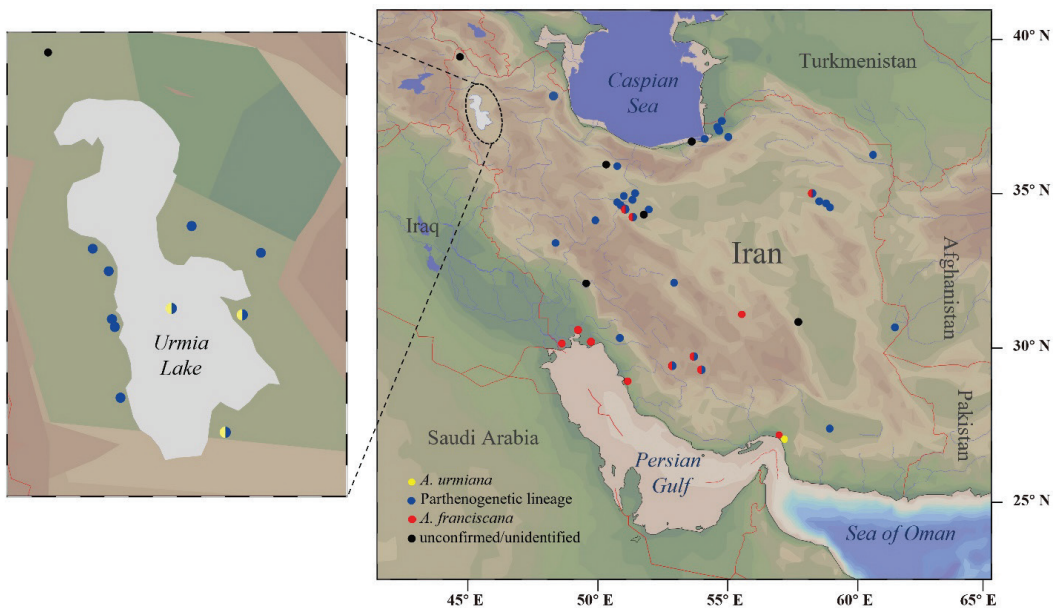 Urmia
Lake
Caspian
Sea
Turkmenistan
Iraq
Iran
Afghanistan
Pakistan
Saudi Arabia
Persian
Gulf
Sea of Oman
A. urmiana
Parthenogenetic lineage
A. franciscana
unconfirmed/unidentified
40° N
35° N
30° N
25° N
45° E
50° E
55° E
60° E
65° E